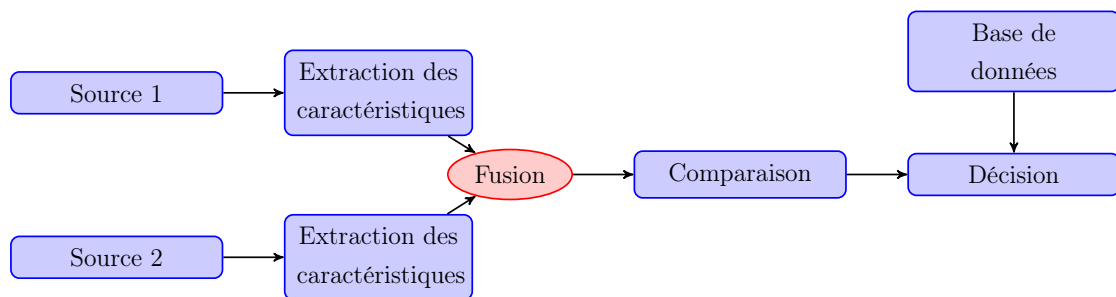 Source 1
Extraction des
caractéristiques
Source 2
Extraction des
caractéristiques
Fusion
Comparaison
Base de
données
Décision